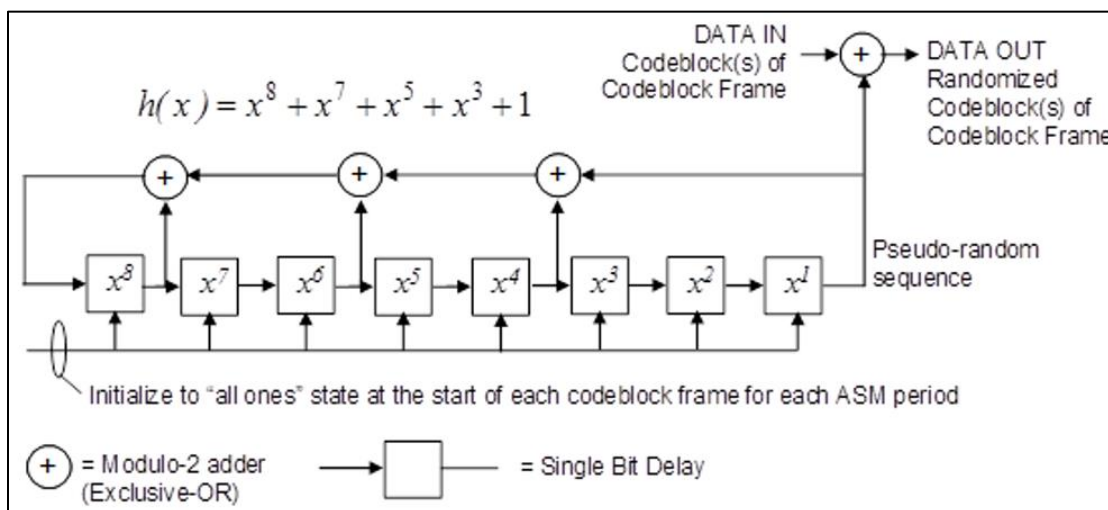 DATA IN
Codeblock(s) of
Codeblock Frame
+
DATA OUT
Randomized
Codeblock(s) of
Codeblock Frame
h(x) = x⁸ + x⁷ + x⁵ + x³ + 1
+ + +
x⁸ x⁷ x⁶ x⁵ x⁴ x³ x² x¹
Pseudo-random
sequence
Initialize to “all ones” state at the start of each codeblock frame for each ASM period
+ = Modulo-2 adder
(Exclusive-OR)
= Single Bit Delay